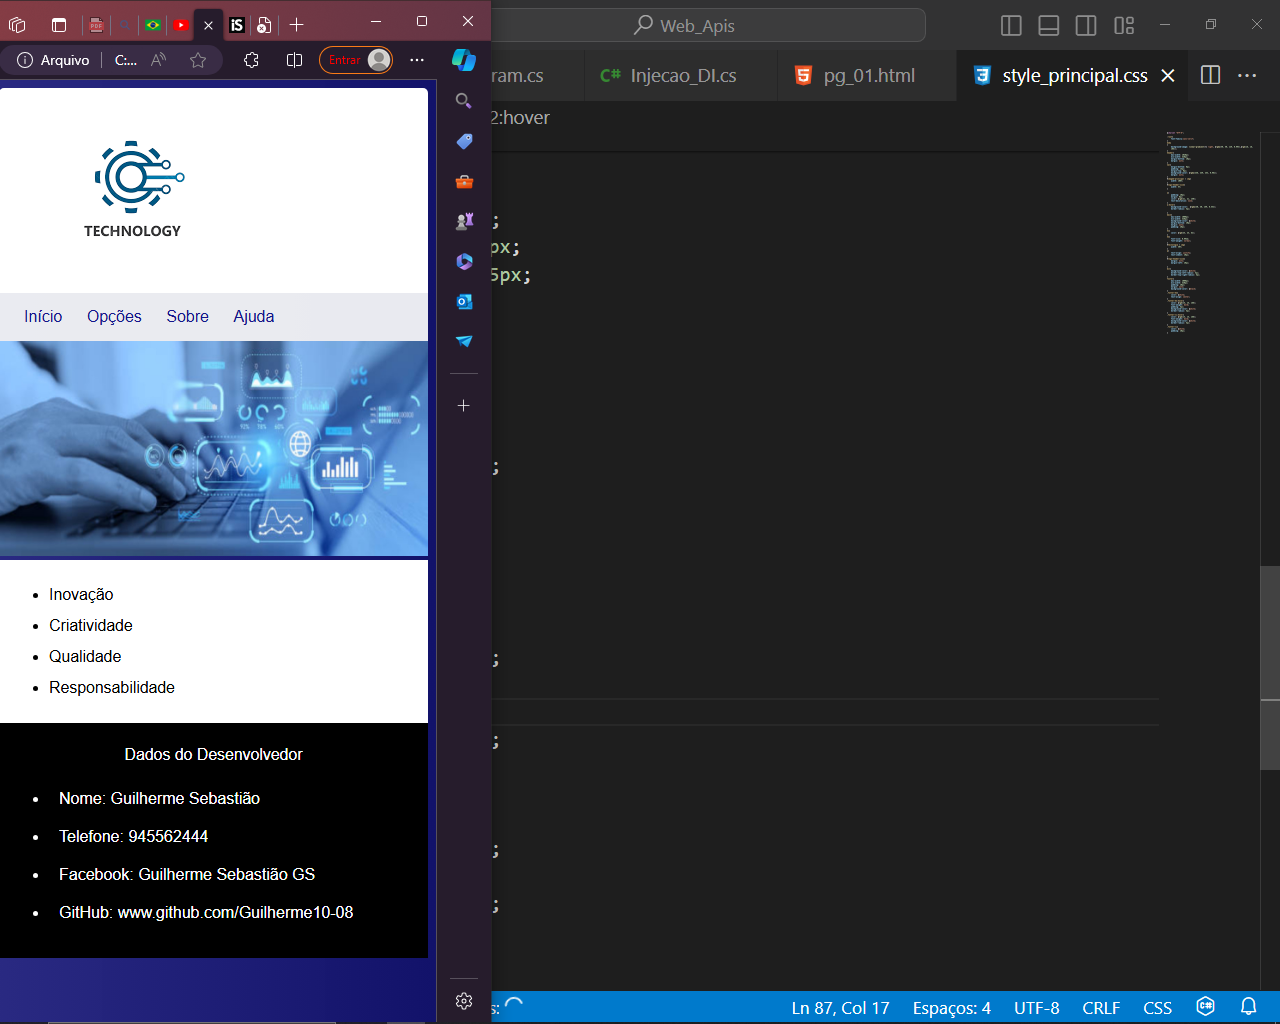 Arquivo
C:...
Entrar
TECHNOLOGY
Início Opções Sobre Ajuda
Inovação
Criatividade
Qualidade
Responsabilidade
Dados do Desenvolvedor
Nome: Guilherme Sebastião
Telefone: 945562444
Facebook: Guilherme Sebastião GS
GitHub: www.github.com/Guilherme10-08
Web_Apis
ram.cs Injecao_DI.cs pg_01.html style_principal.css
2:hover
;
px;
5px;
;
;
;
;
;
s: Ln 87, Col 17 Espaços: 4 UTF-8 CRLF CSS